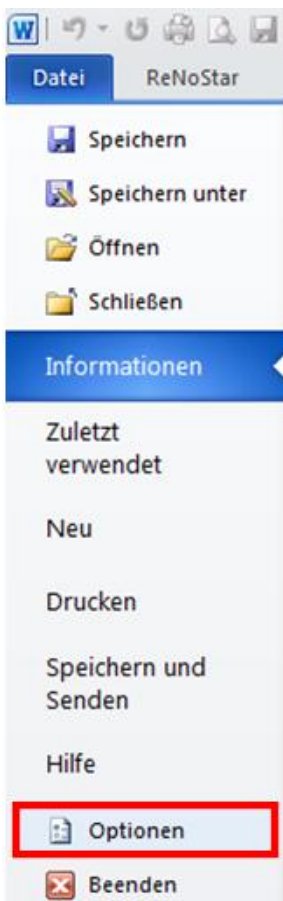 W
Datei ReNoStar
Speichern
Speichern unter
Öffnen
Schließen
Informationen
Zuletzt
verwendet
Neu
Drucken
Speichern und
Senden
Hilfe
Optionen
Beenden